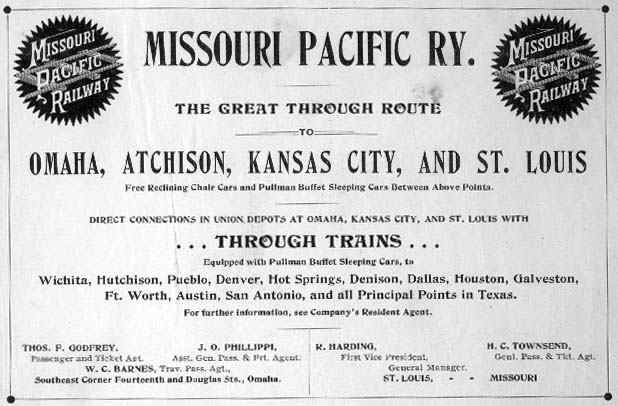 MISSOURI PACIFIC RAILWAY
MISSOURI PACIFIC RY.
MISSOURI PACIFIC RAILWAY
THE GREAT THROUGH ROUTE
TO
OMAHA, ATCHISON, KANSAS CITY, AND ST. LOUIS
Free Reclining Chair Cars and Pullman Buffet Sleeping Cars Between Above Points.
DIRECT CONNECTIONS IN UNION DEPOTS AT OMAHA, KANSAS CITY, AND ST. LOUIS WITH
. . . THROUGH TRAINS . . .
Equipped with Pullman Buffet Sleeping Cars, to
Wichita, Hutchison, Pueblo, Denver, Hot Springs, Denison, Dallas, Houston, Galveston,
Ft. Worth, Austin, San Antonio, and all Principal Points in Texas.
For further information, see Company's Resident Agent.
THOS. F. GODFREY,
Passenger and Ticket Agt.
J. O. PHILLIPPI,
Asst. Gen. Pass. & Frt. Agent.
W. C. BARNES, Trav. Pass. Agt.,
Southeast Corner Fourteenth and Douglas Sts., Omaha.
R. HARDING,
First Vice President,
General Manager.
H. C. TOWNSEND,
Genl. Pass. & Tkt. Agt.
ST. LOUIS, - - MISSOURI